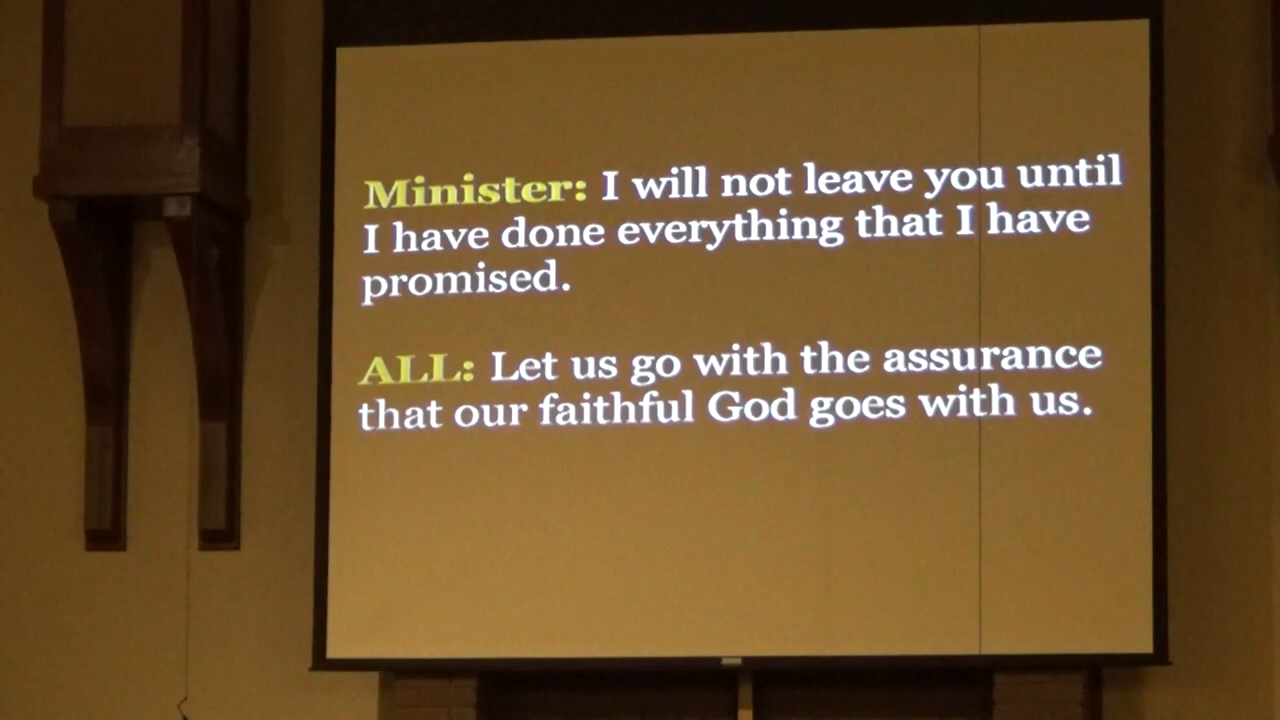 Minister: I will not leave you until
I have done everything that I have
promised.
ALL: Let us go with the assurance
that our faithful God goes with us.